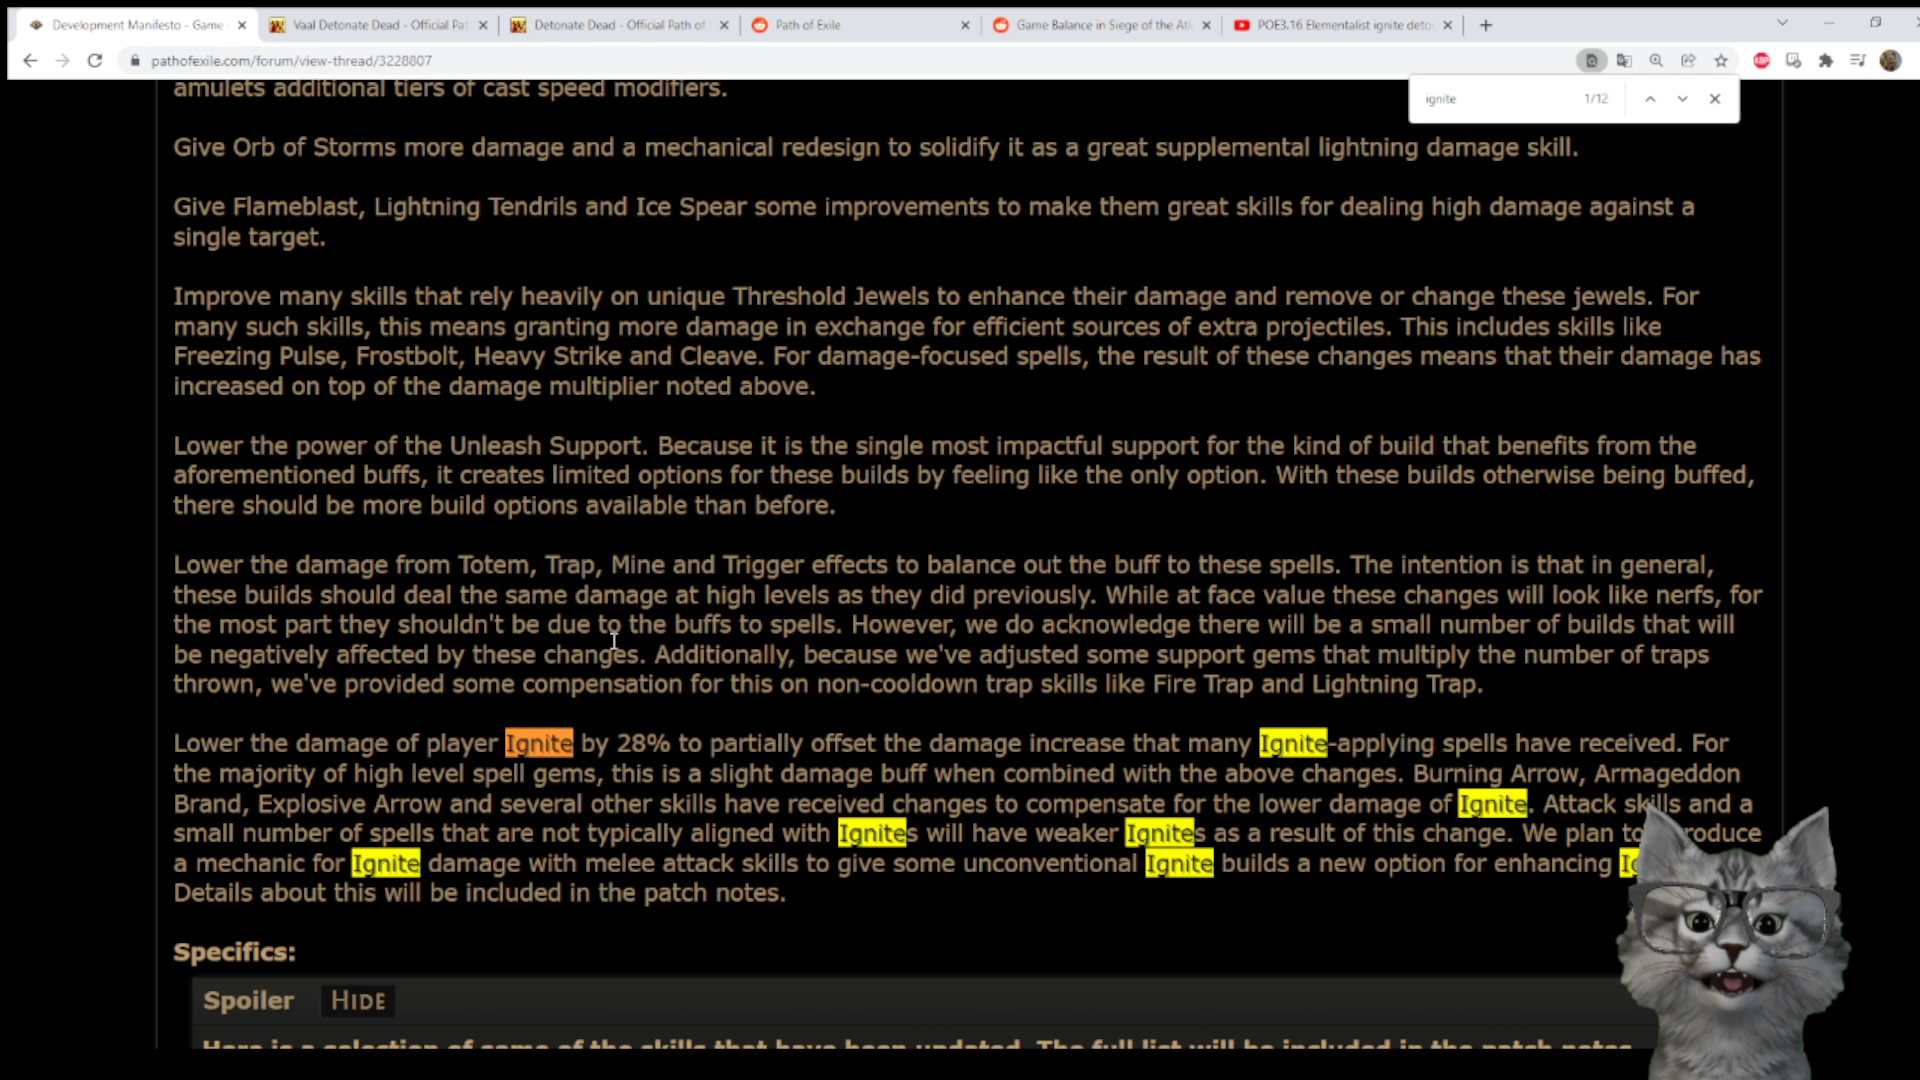 Development Manifesto - Game
Vaal Detonate Dead - Official Pat
Detonate Dead - Official Path of
Path of Exile
Game Balance in Siege of the Atl
POE3.16 Elementalist ignite deto
pathofexile.com/forum/view-thread/3228807
ignite 1/12
amulets additional tiers of cast speed modifiers.
Give Orb of Storms more damage and a mechanical redesign to solidify it as a great supplemental lightning damage skill.
Give Flameblast, Lightning Tendrils and Ice Spear some improvements to make them great skills for dealing high damage against a
single target.
Improve many skills that rely heavily on unique Threshold Jewels to enhance their damage and remove or change these jewels. For
many such skills, this means granting more damage in exchange for efficient sources of extra projectiles. This includes skills like
Freezing Pulse, Frostbolt, Heavy Strike and Cleave. For damage-focused spells, the result of these changes means that their damage has
increased on top of the damage multiplier noted above.
Lower the power of the Unleash Support. Because it is the single most impactful support for the kind of build that benefits from the
aforementioned buffs, it creates limited options for these builds by feeling like the only option. With these builds otherwise being buffed,
there should be more build options available than before.
Lower the damage from Totem, Trap, Mine and Trigger effects to balance out the buff to these spells. The intention is that in general,
these builds should deal the same damage at high levels as they did previously. While at face value these changes will look like nerfs, for
the most part they shouldn't be due to the buffs to spells. However, we do acknowledge there will be a small number of builds that will
be negatively affected by these changes. Additionally, because we've adjusted some support gems that multiply the number of traps
thrown, we've provided some compensation for this on non-cooldown trap skills like Fire Trap and Lightning Trap.
Lower the damage of player Ignite by 28% to partially offset the damage increase that many Ignite-applying spells have received. For
the majority of high level spell gems, this is a slight damage buff when combined with the above changes. Burning Arrow, Armageddon
Brand, Explosive Arrow and several other skills have received changes to compensate for the lower damage of Ignite. Attack skills and a
small number of spells that are not typically aligned with Ignites will have weaker Ignites as a result of this change. We plan to
a mechanic for Ignite damage with melee attack skills to give some unconventional Ignite builds a new option for enhancing
Details about this will be included in the patch notes.
Specifics:
Spoiler HIDE
Here is a selection of some of the skills that have been updated. The full list will be included in the patch notes.